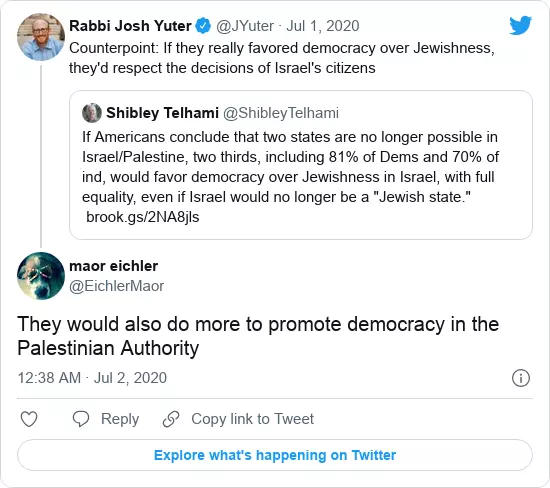 Rabbi Josh Yuter @JYuter · Jul 1, 2020
Counterpoint: If they really favored democracy over Jewishness,
they'd respect the decisions of Israel's citizens
Shibley Telhami @ShibleyTelhami
If Americans conclude that two states are no longer possible in
Israel/Palestine, two thirds, including 81% of Dems and 70% of
ind, would favor democracy over Jewishness in Israel, with full
equality, even if Israel would no longer be a "Jewish state."
brook.gs/2NA8jls
maor eichler
@EichlerMaor
They would also do more to promote democracy in the
Palestinian Authority
12:38 AM · Jul 2, 2020
Reply Copy link to Tweet
Explore what's happening on Twitter